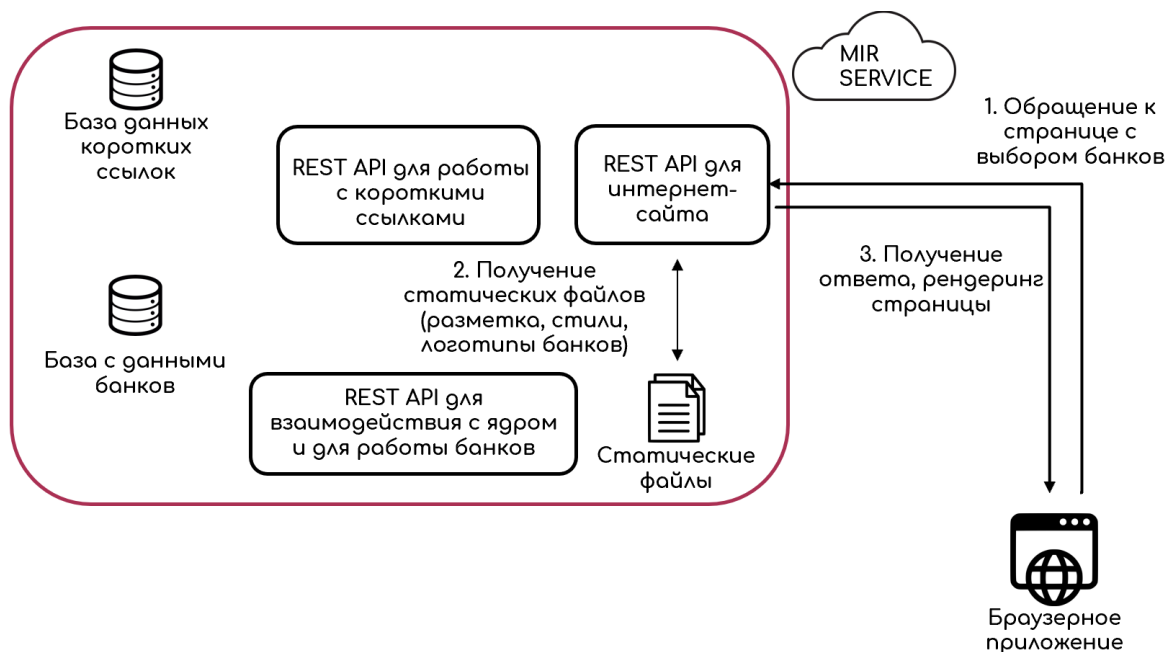 MIR
SERVICE
База данных
коротких
ссылок
REST API для работы
с короткими
ссылками
REST API для
интернет-
сайта
1. Обращение к
странице с
выбором банков
2. Получение
статических файлов
(разметка, стили,
логотипы банков)
3. Получение
ответа, рендеринг
страницы
База с данными
банков
REST API для
взаимодействия с ядром
и для работы банков
Статические
файлы
Браузерное
приложение